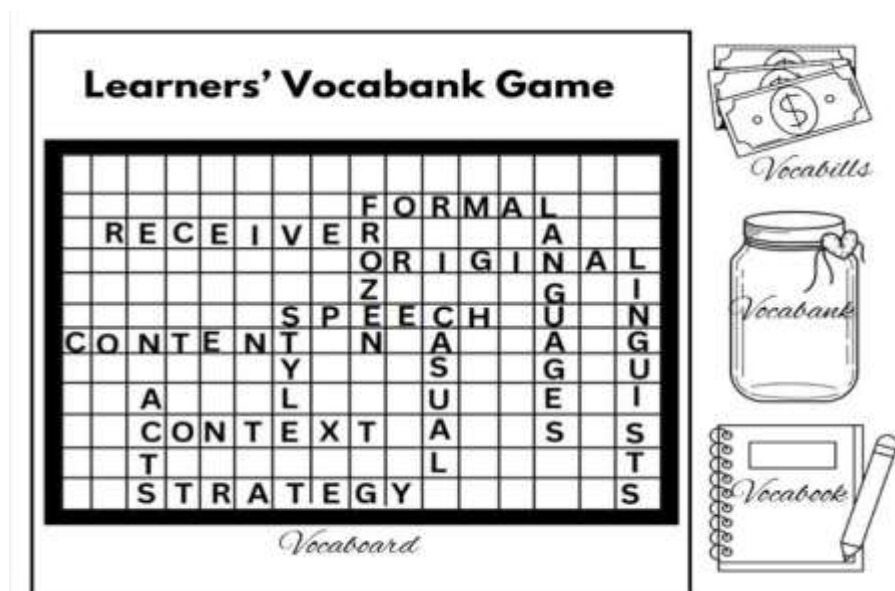 Learners' Vocabank Game
FORMAL
RECEIVER
ORIGINAL
SPEECH
CONTENT
CONTEXT
STRATEGY
FROZEN
LANGUAGES
LINGUISTS
STYLE
CASUAL
ACTS
Vocaboard
Vocabills
Vocabank
Vocabook